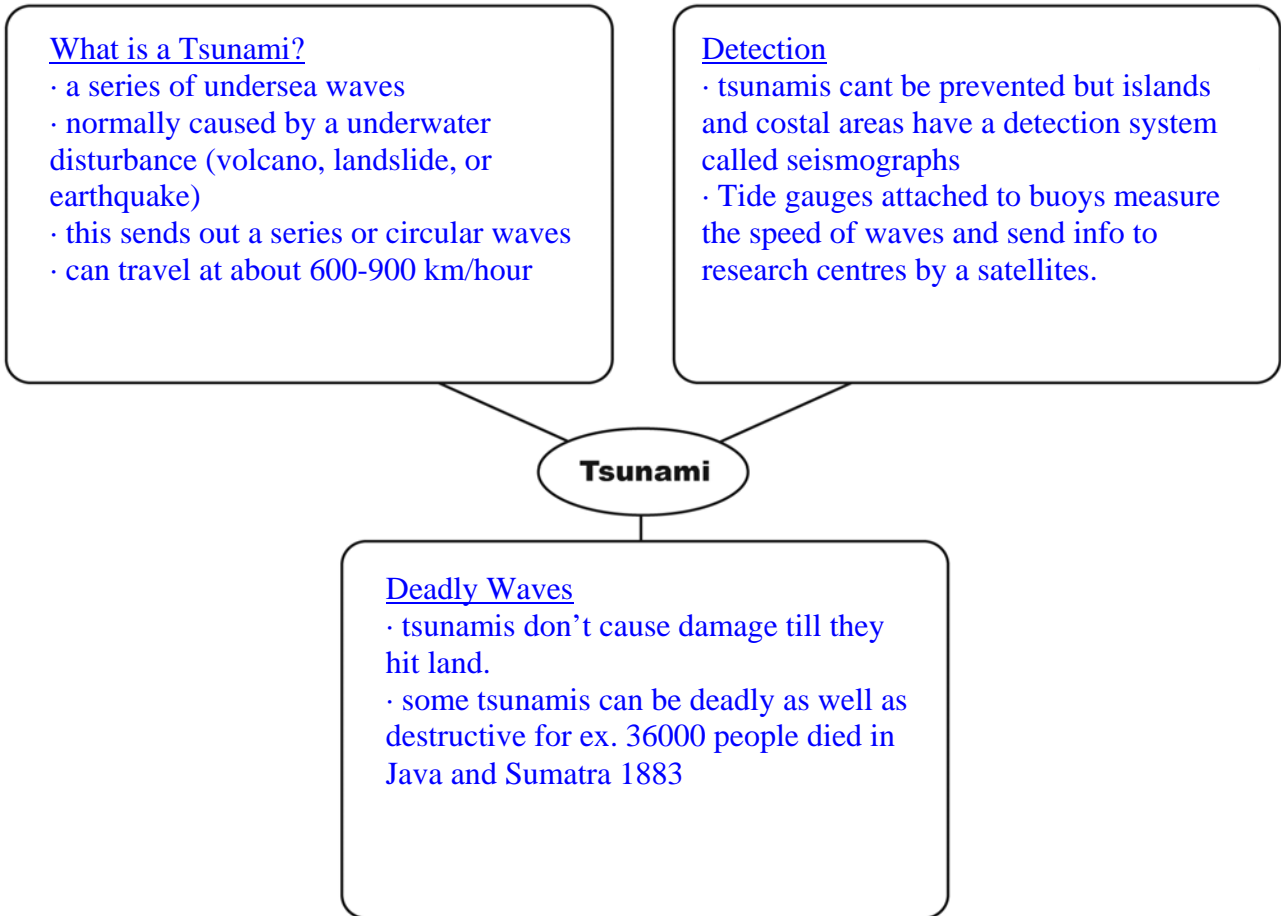 What is a Tsunami?
· a series of undersea waves
· normally caused by a underwater
disturbance (volcano, landslide, or
earthquake)
· this sends out a series or circular waves
· can travel at about 600-900 km/hour
Detection
· tsunamis cant be prevented but islands
and costal areas have a detection system
called seismographs
· Tide gauges attached to buoys measure
the speed of waves and send info to
research centres by a satellites.
Tsunami
Deadly Waves
· tsunamis don’t cause damage till they
hit land.
· some tsunamis can be deadly as well as
destructive for ex. 36000 people died in
Java and Sumatra 1883